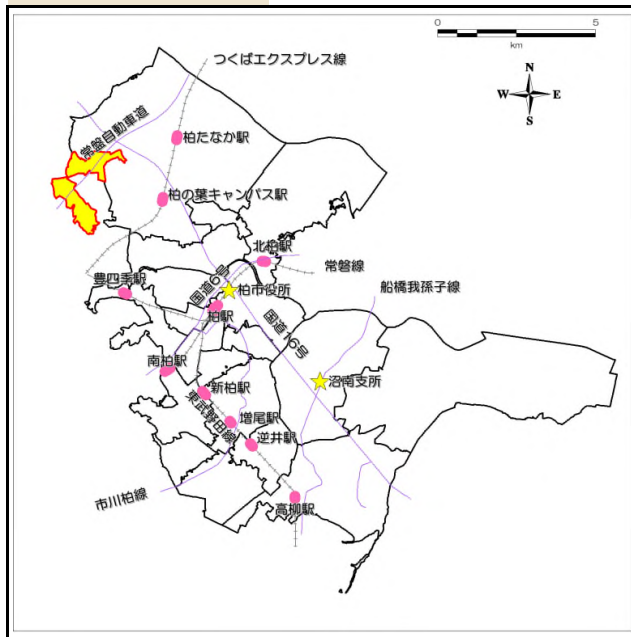 0 5
km
N
W E
S
つくばエクスプレス線
常盤自動車道
柏たなか駅
柏の葉キャンパス駅
北柏駅
常磐線
豊四季駅
国道6号
柏市役所
船橋我孫子線
柏駅
国道16号
南柏駅
沼南支所
新柏駅
東武野田線
増尾駅
逆井駅
市川柏線
高柳駅